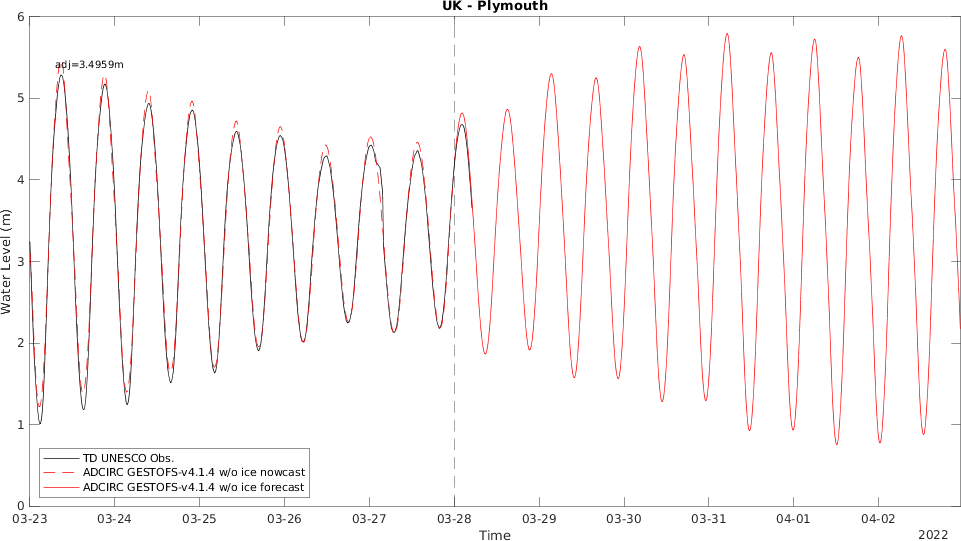 UK - Plymouth
adj=3.4959m
6
5
4
3
2
1
0
Water Level (m)
TD UNESCO Obs.
ADCIRC GESTOFS-v4.1.4 w/o ice nowcast
ADCIRC GESTOFS-v4.1.4 w/o ice forecast
03-23 03-24 03-25 03-26 03-27 03-28 03-29 03-30 03-31 04-01 04-02
Time
2022